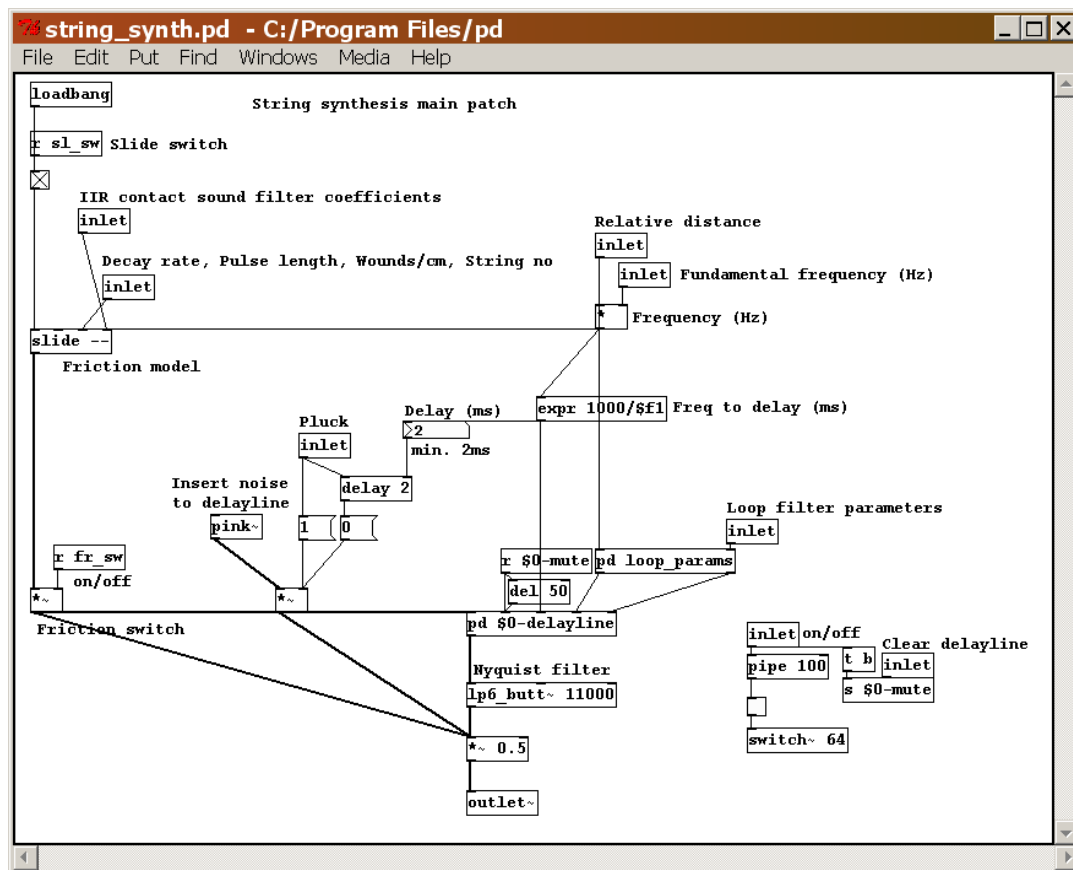 string_synth.pd - C:/Program Files/pd
File Edit Put Find Windows Media Help
loadbang
String synthesis main patch
r sl_sw Slide switch
IIR contact sound filter coefficients
inlet
Relative distance
inlet
Decay rate, Pulse length, Wounds/cm, String no
inlet
inlet Fundamental frequency (Hz)
* Frequency (Hz)
slide --
Friction model
expr 1000/$f1 Freq to delay (ms)
Delay (ms)
2
min. 2ms
Pluck
inlet
delay 2
Insert noise
to delayline
pink~
1
0
Loop filter parameters
inlet
r fr_sw
on/off
r $0-mute
pd loop_params
del 50
*~
*~
Friction switch
pd $0-delayline
inlet on/off
Clear delayline
t b
inlet
pipe 100
s $0-mute
Nyquist filter
lp6_butt~ 11000
switch~ 64
*~ 0.5
outlet~